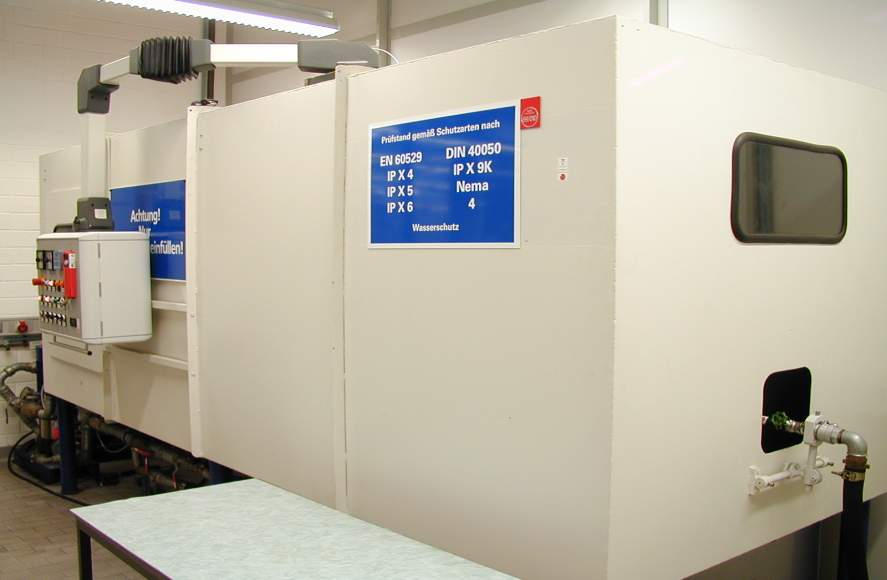 Prüfstand gemäß Schutzarten nach
EN 60529
IP X 4
IP X 5
IP X 6
DIN 40050
IP X 9K
Nema
4
Wasserschutz
Achtung!
Nur
einfüllen!